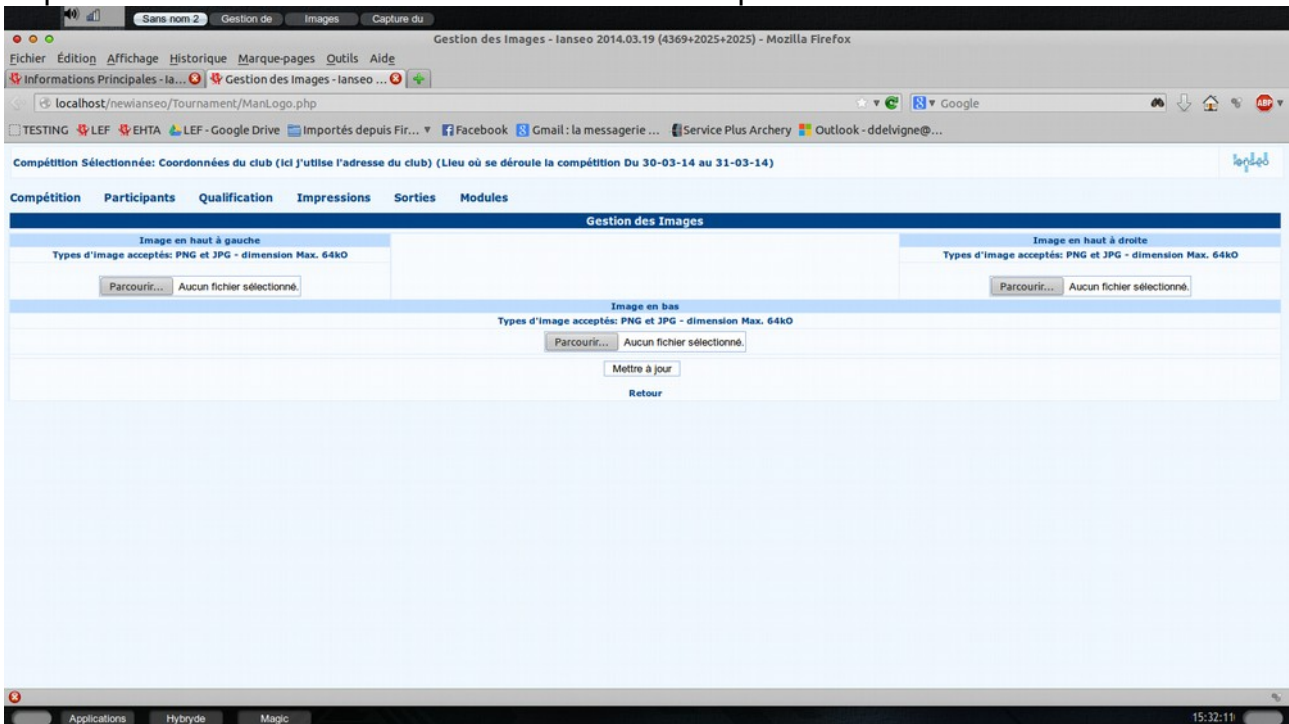 Sans nom 2 Gestion de Images Capture du
Gestion des Images - Ianseo 2014.03.19 (4369+2025+2025) - Mozilla Firefox
Fichier Édition Affichage Historique Marque-pages Outils Aide
Informations Principales - Ia... Gestion des Images - Ianseo ...
localhost/newianseo/Tournament/ManLogo.php Google ABP
TESTING LEF EHTA LEF - Google Drive Importés depuis Fir... Facebook Gmail : la messagerie ... Service Plus Archery Outlook - ddelvigne@...
Compétition Sélectionnée: Coordonnées du club (ici j'utlise l'adresse du club) (Lieu où se déroule la compétition Du 30-03-14 au 31-03-14) ianseo
Compétition Participants Qualification Impressions Sorties Modules
Gestion des Images
Image en haut à gauche Image en haut à droite
Types d'image acceptés: PNG et JPG - dimension Max. 64kO Types d'image acceptés: PNG et JPG - dimension Max. 64kO
Parcourir... Aucun fichier sélectionné. Parcourir... Aucun fichier sélectionné.
Image en bas
Types d'image acceptés: PNG et JPG - dimension Max. 64kO
Parcourir... Aucun fichier sélectionné.
Mettre à jour
Retour
Applications Hybryde Magic 15:32:11